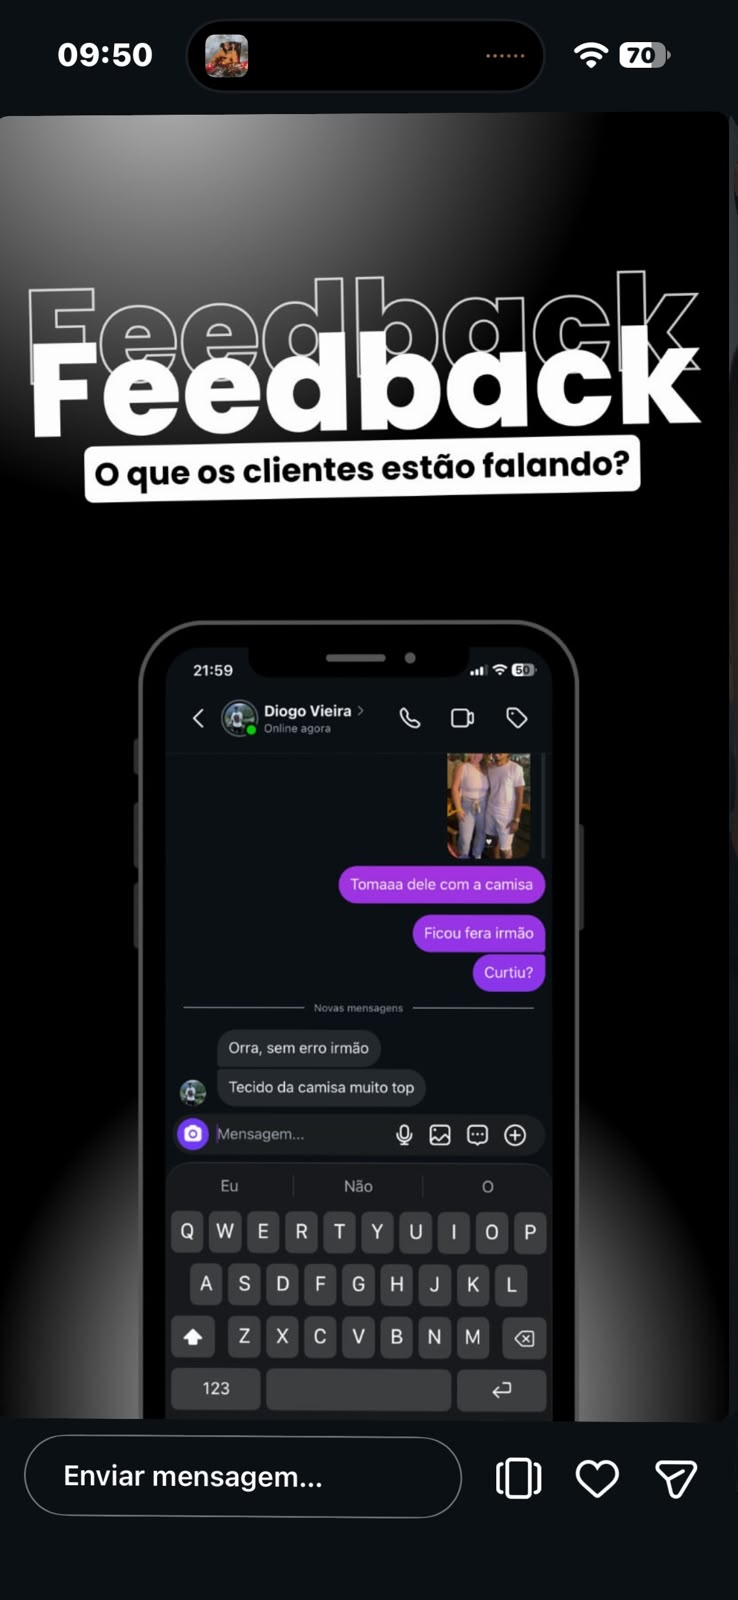 09:50
70
Feedback
Feedback
O que os clientes estão falando?
21:59
50
Diogo Vieira
Online agora
Tomaaa dele com a camisa
Ficou fera irmão
Curtiu?
Novas mensagens
Orra, sem erro irmão
Tecido da camisa muito top
Mensagem...
Eu Não O
Q W E R T Y U I O P
A S D F G H J K L
Z X C V B N M
123
Enviar mensagem...